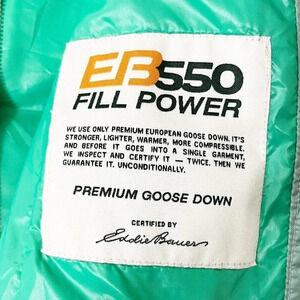 EB550
FILL POWER
WE USE ONLY PREMIUM EUROPEAN GOOSE DOWN. IT'S
STRONGER, LIGHTER, WARMER, MORE COMPRESSIBLE.
AND BEFORE IT GOES INTO A SINGLE GARMENT,
WE INSPECT AND CERTIFY IT — TWICE. THEN WE
GUARANTEE IT. UNCONDITIONALLY.
PREMIUM GOOSE DOWN
CERTIFIED BY
Eddie Bauer